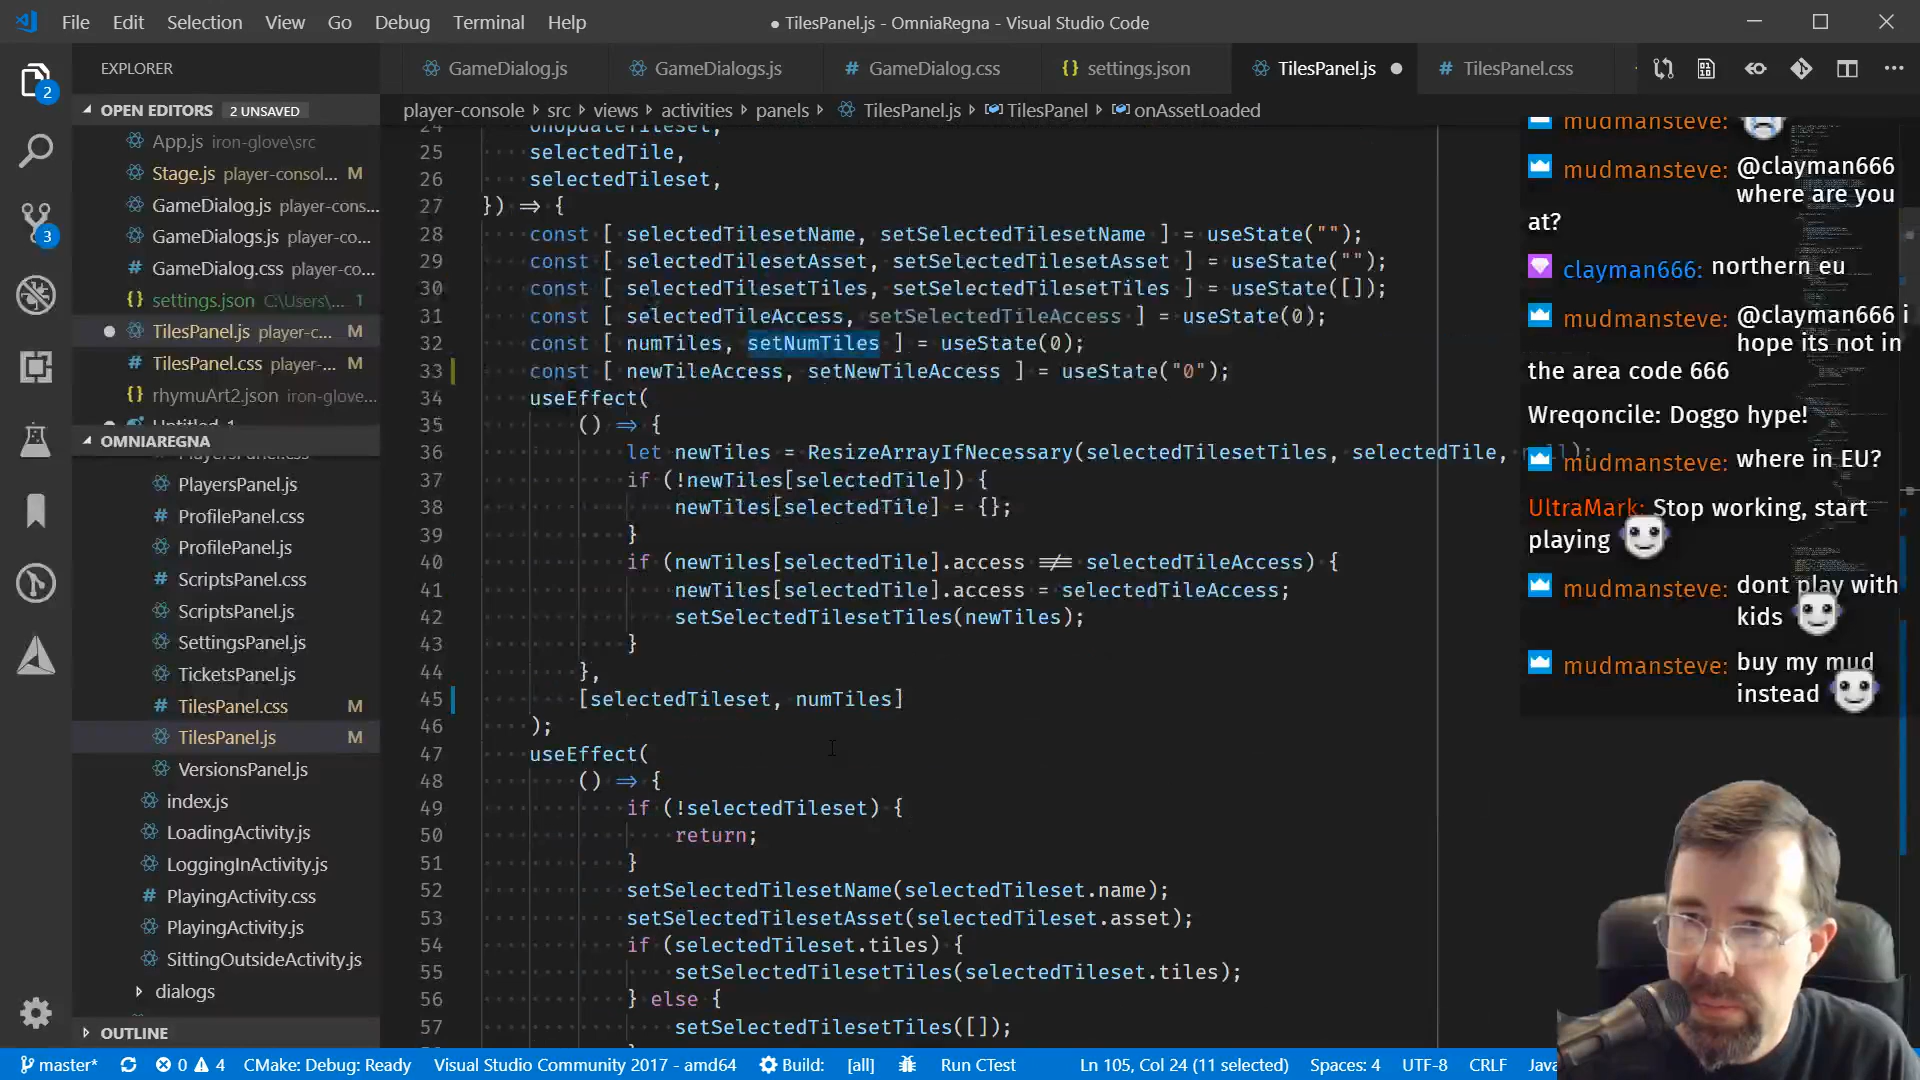 File Edit Selection View Go Debug Terminal Help
● TilesPanel.js - OmniaRegna - Visual Studio Code
EXPLORER
OPEN EDITORS 2 UNSAVED
App.js iron-glove\src
Stage.js player-consol... M
GameDialog.js player-cons...
GameDialogs.js player-co...
GameDialog.css player-co...
settings.json C:\Users\... 1
TilesPanel.js player-c... M
TilesPanel.css player-... M
rhymuArt2.json iron-glove...
Untitled-1
OMNIAREGNA
PlayersPanel.css
PlayersPanel.js
ProfilePanel.css
ProfilePanel.js
ScriptsPanel.css
ScriptsPanel.js
SettingsPanel.js
TicketsPanel.js
TilesPanel.css M
TilesPanel.js M
VersionsPanel.js
index.js
LoadingActivity.js
LoggingInActivity.js
PlayingActivity.css
PlayingActivity.js
SittingOutsideActivity.js
dialogs
OUTLINE
2
3
GameDialog.js GameDialogs.js GameDialog.css settings.json TilesPanel.js TilesPanel.css
player-console › src › views › activities › panels › TilesPanel.js › TilesPanel › onAssetLoaded
24 onUpdateTileset,
25 selectedTile,
26 selectedTileset,
27 }) => {
28 const [ selectedTilesetName, setSelectedTilesetName ] = useState("");
29 const [ selectedTilesetAsset, setSelectedTilesetAsset ] = useState("");
30 const [ selectedTilesetTiles, setSelectedTilesetTiles ] = useState([]);
31 const [ selectedTileAccess, setSelectedTileAccess ] = useState(0);
32 const [ numTiles, setNumTiles ] = useState(0);
33 const [ newTileAccess, setNewTileAccess ] = useState("0");
34 useEffect(
35 () => {
36 let newTiles = ResizeArrayIfNecessary(selectedTilesetTiles, selectedTile,
37 if (!newTiles[selectedTile]) {
38 newTiles[selectedTile] = {};
39 }
40 if (newTiles[selectedTile].access !== selectedTileAccess) {
41 newTiles[selectedTile].access = selectedTileAccess;
42 setSelectedTilesetTiles(newTiles);
43 }
44 },
45 [selectedTileset, numTiles]
46 );
47 useEffect(
48 () => {
49 if (!selectedTileset) {
50 return;
51 }
52 setSelectedTilesetName(selectedTileset.name);
53 setSelectedTilesetAsset(selectedTileset.asset);
54 if (selectedTileset.tiles) {
55 setSelectedTilesetTiles(selectedTileset.tiles);
56 } else {
57 setSelectedTilesetTiles([]);
mudmansteve:
mudmansteve: @clayman666
where are you
at?
clayman666: northern eu
mudmansteve: @clayman666 i
hope its not in
the area code 666
Wreqoncile: Doggo hype!
mudmansteve: where in EU?
UltraMark: Stop working, start
playing
mudmansteve: dont play with
kids
mudmansteve: buy my mud
instead
master* 0 4 CMake: Debug: Ready Visual Studio Community 2017 - amd64 Build: [all] Run CTest Ln 105, Col 24 (11 selected) Spaces: 4 UTF-8 CRLF